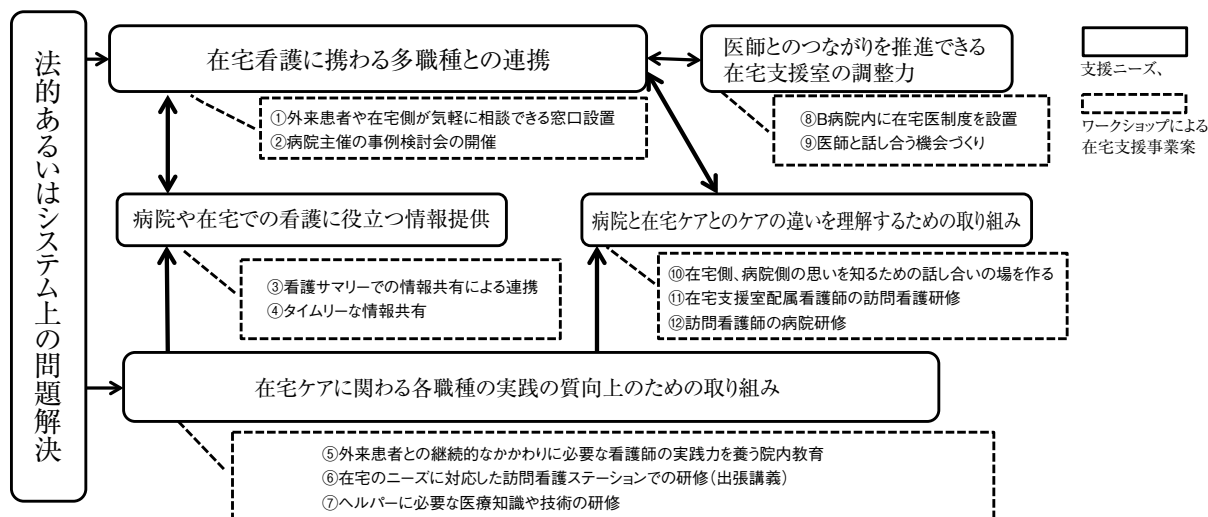 法的あるいはシステム上の問題解決
在宅看護に携わる多職種との連携
①外来患者や在宅側が気軽に相談できる窓口設置
②病院主催の事例検討会の開催
医師とのつながりを推進できる
在宅支援室の調整力
⑧B病院内に在宅医制度を設置
⑨医師と話し合う機会づくり
支援ニーズ、
ワークショップによる
在宅支援事業案
病院や在宅での看護に役立つ情報提供
③看護サマリーでの情報共有による連携
④タイムリーな情報共有
病院と在宅ケアとのケアの違いを理解するための取り組み
⑩在宅側、病院側の思いを知るための話し合いの場を作る
⑪在宅支援室配属看護師の訪問看護研修
⑫訪問看護師の病院研修
在宅ケアに関わる各職種の実践の質向上のための取り組み
⑤外来患者との継続的なかかわりに必要な看護師の実践力を養う院内教育
⑥在宅のニーズに対応した訪問看護ステーションでの研修(出張講義)
⑦ヘルパーに必要な医療知識や技術の研修